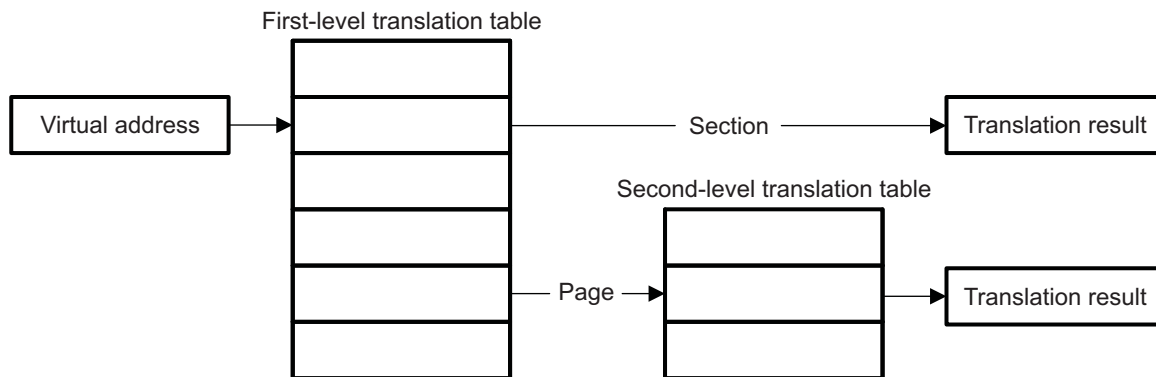 First-level translation table
Virtual address
Section
Translation result
Second-level translation table
Page
Translation result